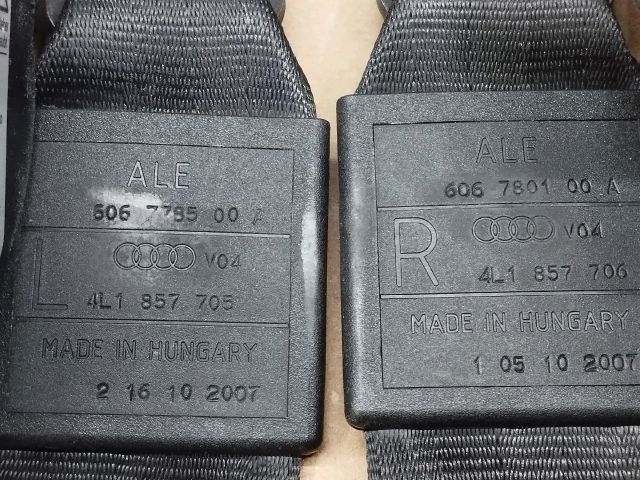 ALE
606 7785 00 A
L
V04
4L1 857 705
MADE IN HUNGARY
2 16 10 2007
ALE
606 7801 00 A
R
V04
4L1 857 706
MADE IN HUNGARY
1 05 10 2007